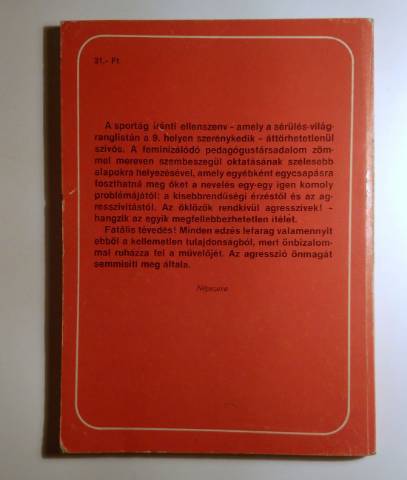 31.- Ft
A sportág iránti ellenszenv - amely a sérülés-világ-
ranglistán a 9. helyen szerénykedik - áttörhetetlenül
szívós. A feminizálódó pedagógustársadalom zöm-
mel mereven szembeszegül oktatásának szélesebb
alapokra helyezésével, amely egyébként egycsapásra
foszthatná meg őket a nevelés egy-egy igen komoly
problémájától: a kisebbrendűségi érzéstől és az ag-
resszivitástól. Az öklözők rendkívül agresszívek! -
hangzik az egyik megfellebbezhetetlen ítélet.
Fatális tévedés! Minden edzés lefarag valamennyit
ebből a kellemetlen tulajdonságból, mert önbizalom-
mal ruházza fel a művelőjét. Az agresszió önmagát
semmisíti meg általa.
Népszava